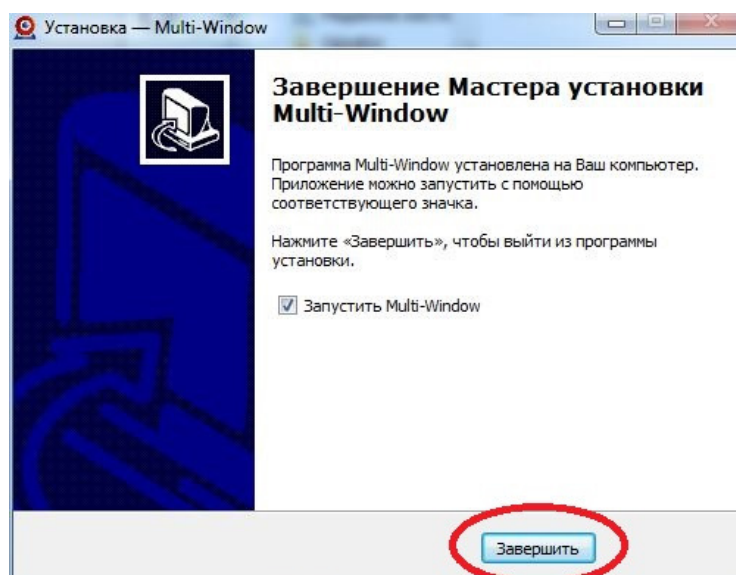 Установка — Multi-Window
Завершение Мастера установки
Multi-Window
Программа Multi-Window установлена на Ваш компьютер.
Приложение можно запустить с помощью
соответствующего значка.
Нажмите «Завершить», чтобы выйти из программы
установки.
Запустить Multi-Window
Завершить